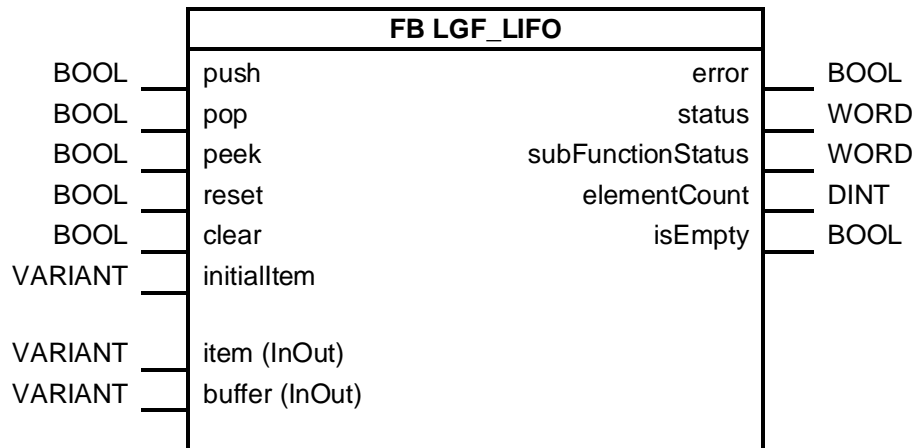 FB LGF_LIFO
BOOL push error BOOL
BOOL pop status WORD
BOOL peek subFunctionStatus WORD
BOOL reset elementCount DINT
BOOL clear isEmpty BOOL
VARIANT initialItem
VARIANT item (InOut)
VARIANT buffer (InOut)